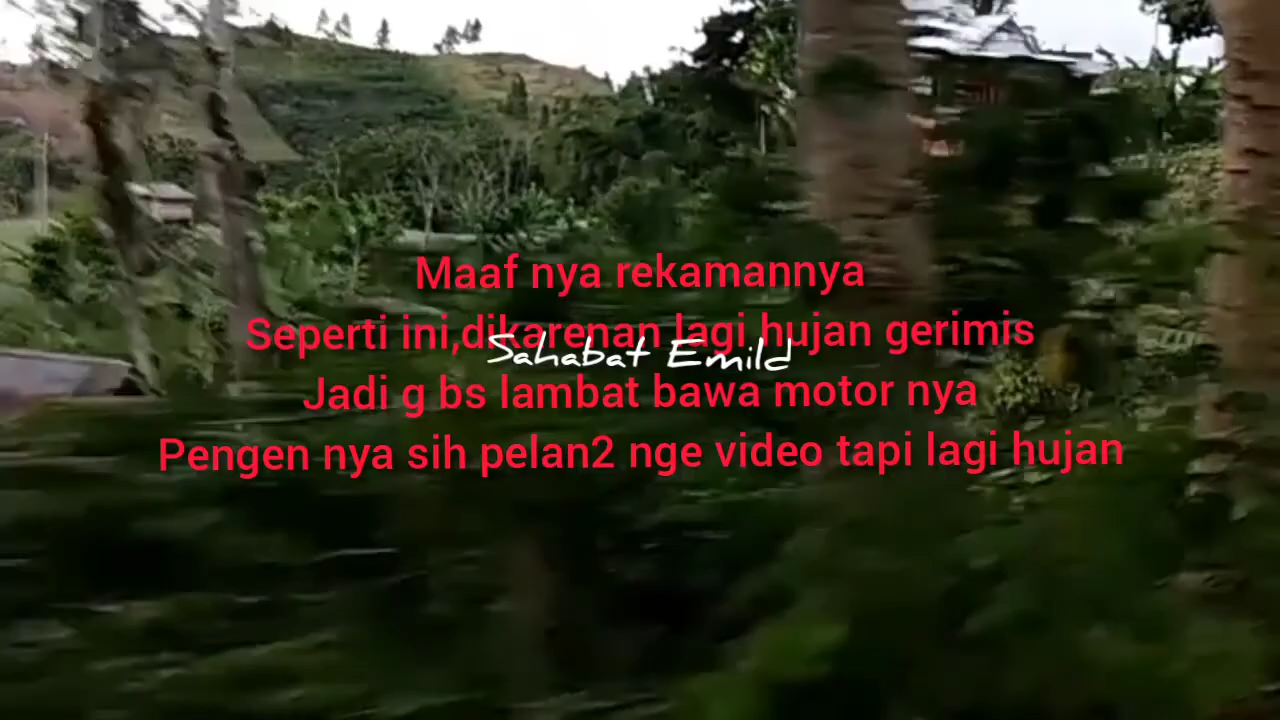 Maaf nya rekamannya
Seperti ini,dikarenan lagi hujan gerimis
Sahabat Emild
Jadi g bs lambat bawa motor nya
Pengen nya sih pelan2 nge video tapi lagi hujan